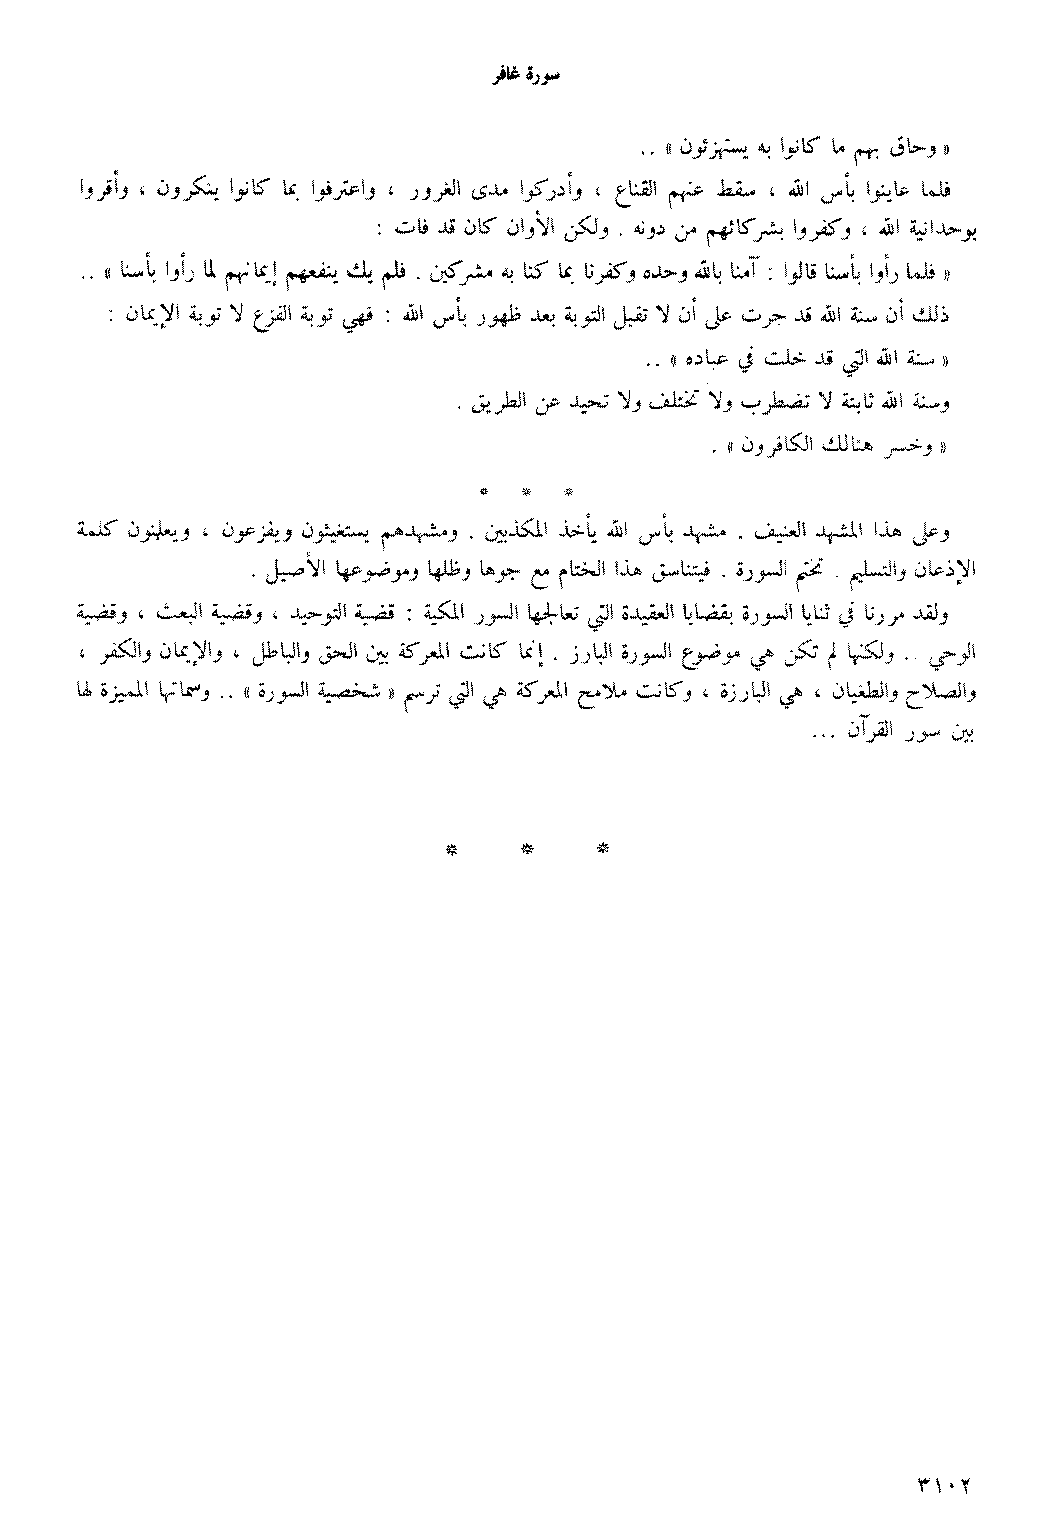 سورة غافر
« وحاق بهم ما كانوا به يستهزئون » ..
فلما عاينوا بأس الله ، سقط عنهم القناع ، وأدركوا مدى الغرور ، واعترفوا بما كانوا ينكرون ، وأقروا
بوحدانية الله ، وكفروا بشركائهم من دونه . ولكن الأوان كان قد فات :
« فلما رأوا بأسنا قالوا : آمنا بالله وحده وكفرنا بما كنا به مشركين . فلم يك ينفعهم إيمانهم لما رأوا بأسنا » ..
ذلك أن سنة الله قد جرت على أن لا تقبل التوبة بعد ظهور بأس الله : فهي توبة الفزع لا توبة الإيمان :
« سنة الله التي قد خلت في عباده » ..
وسنة الله ثابتة لا تضطرب ولا تختلف ولا تحيد عن الطريق .
« وخسر هنالك الكافرون » .
* * *
وعلى هذا المشهد العنيف . مشهد بأس الله يأخذ المكذبين . ومشهدهم يستغيثون ويفزعون ، ويعلنون كلمة
الإذعان والتسليم . تختم السورة . فيتناسق هذا الختام مع جوها وظلها وموضوعها الأصيل .
ولقد مررنا في ثنايا السورة بقضايا العقيدة التي تعالجها السور المكية : قضية التوحيد ، وقضية البعث ، وقضية
الوحي .. ولكنها لم تكن هي موضوع السورة البارز . إنما كانت المعركة بين الحق والباطل ، والإيمان والكفر ،
والصلاح والطغيان ، هي البارزة ، وكانت ملامح المعركة هي التي ترسم « شخصية السورة » .. وسماتها المميزة لها
بين سور القرآن ...
* * *
٣١٠٢